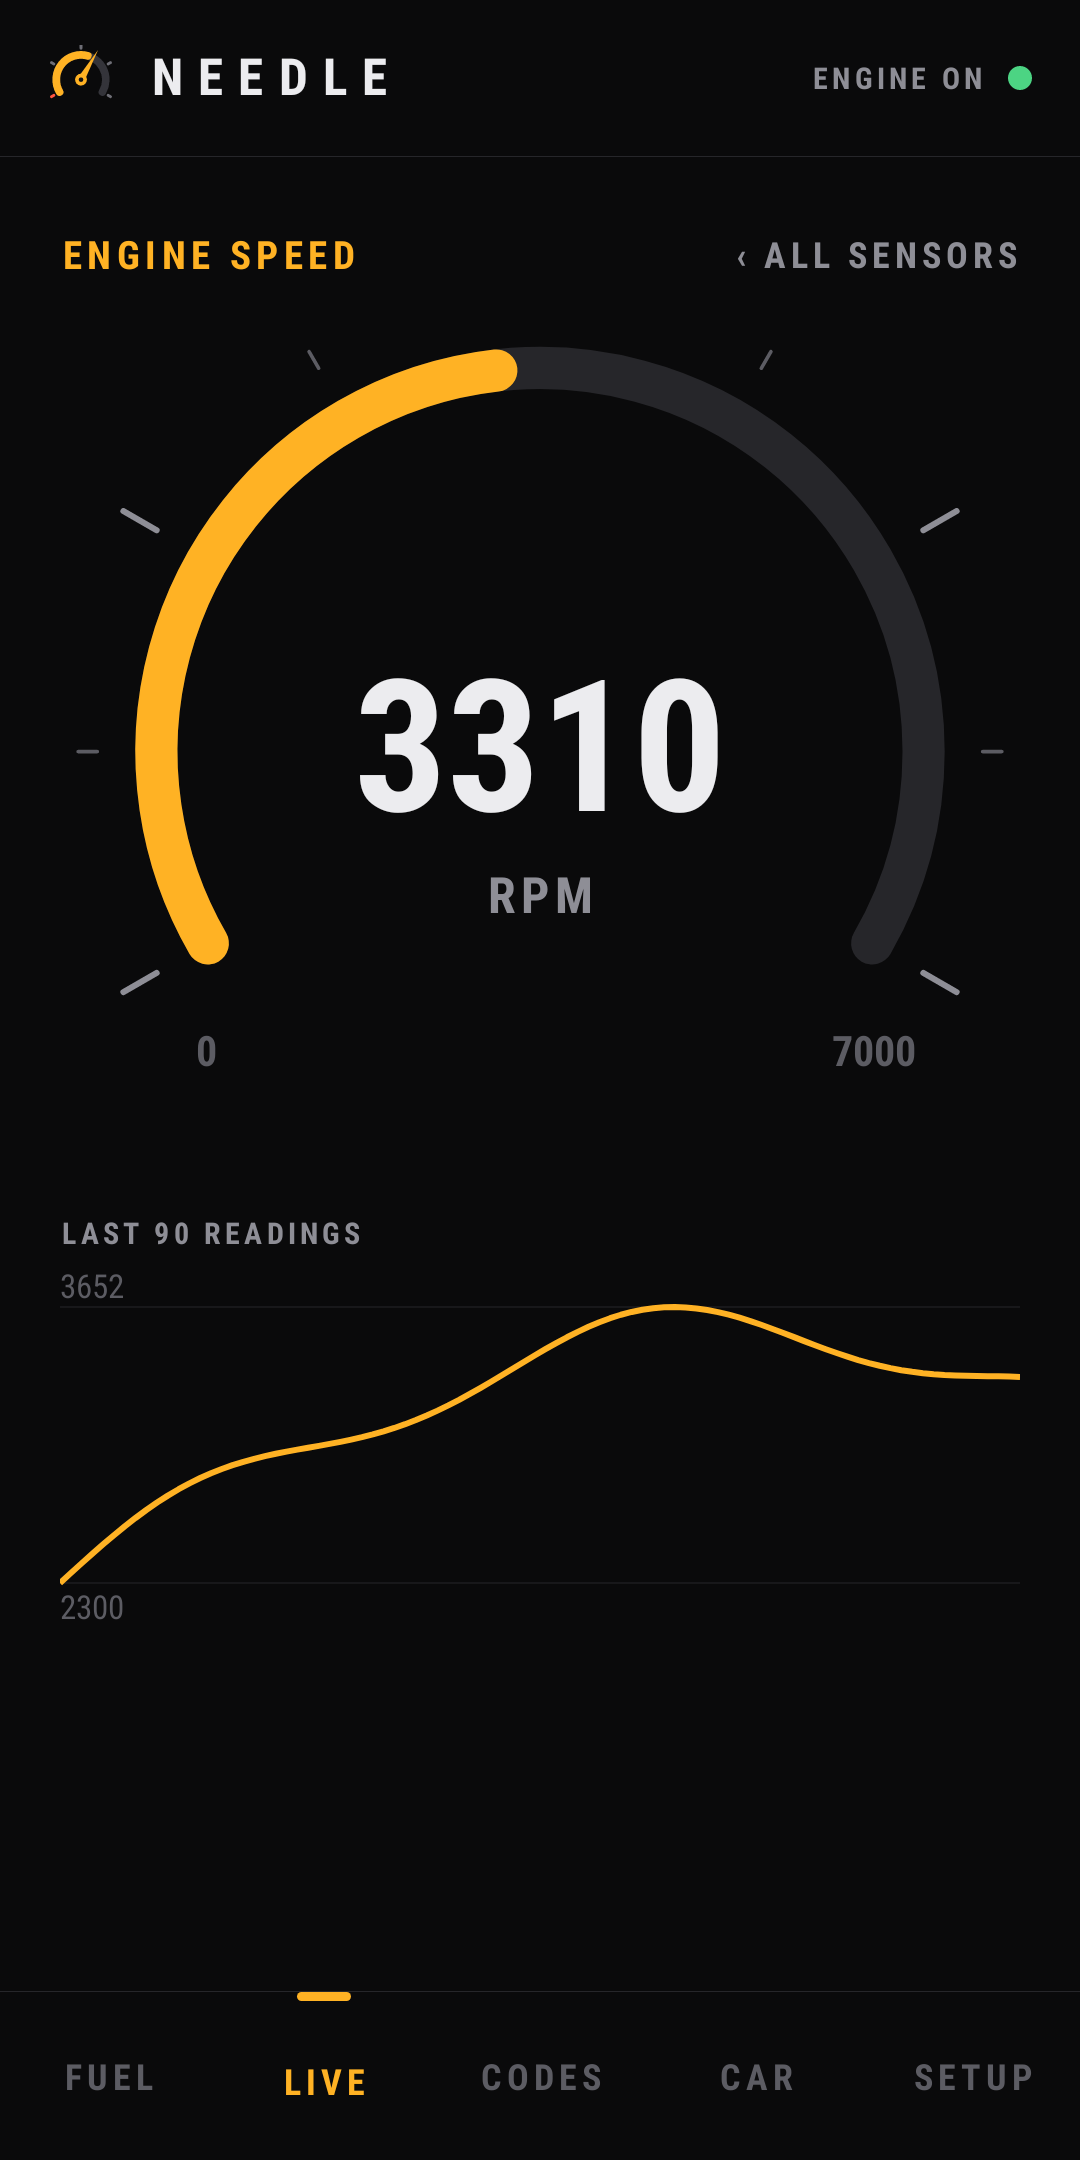 NEEDLE
ENGINE ON
ENGINE SPEED
‹ ALL SENSORS
3310
RPM
0
7000
LAST 90 READINGS
3652
2300
FUEL
LIVE
CODES
CAR
SETUP